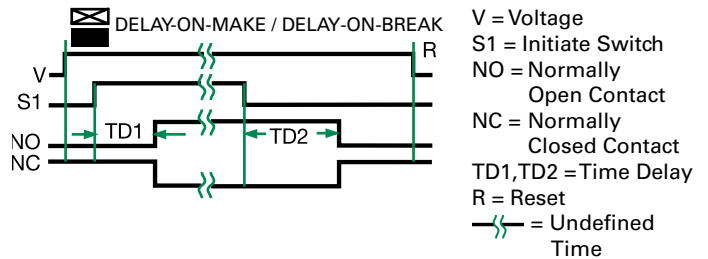 DELAY-ON-MAKE / DELAY-ON-BREAK
R
V
S1
TD1
TD2
NO
NC
V = Voltage
S1 = Initiate Switch
NO = Normally
Open Contact
NC = Normally
Closed Contact
TD1,TD2 = Time Delay
R = Reset
= Undefined
Time